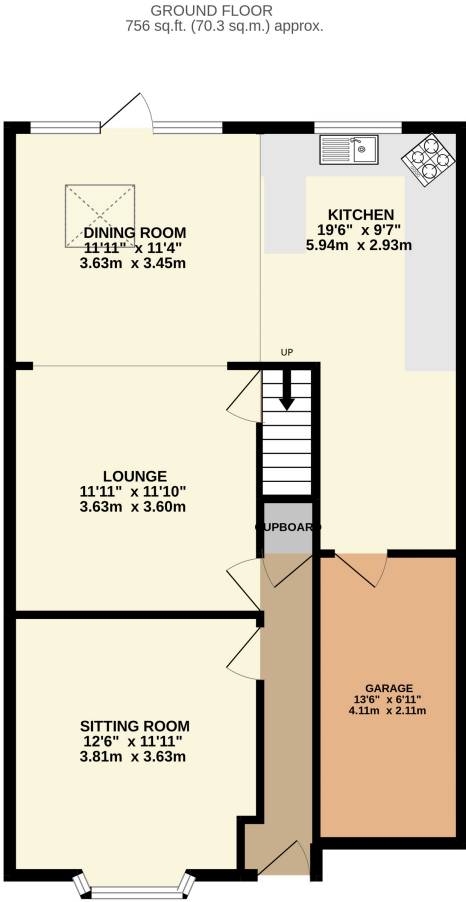 GROUND FLOOR
756 sq.ft. (70.3 sq.m.) approx.
KITCHEN
19'6" x 9'7"
5.94m x 2.93m
DINING ROOM
11'11" x 11'4"
3.63m x 3.45m
UP
LOUNGE
11'11" x 11'10"
3.63m x 3.60m
CUPBOARD
GARAGE
13'6" x 6'11"
4.11m x 2.11m
SITTING ROOM
12'6" x 11'11"
3.81m x 3.63m